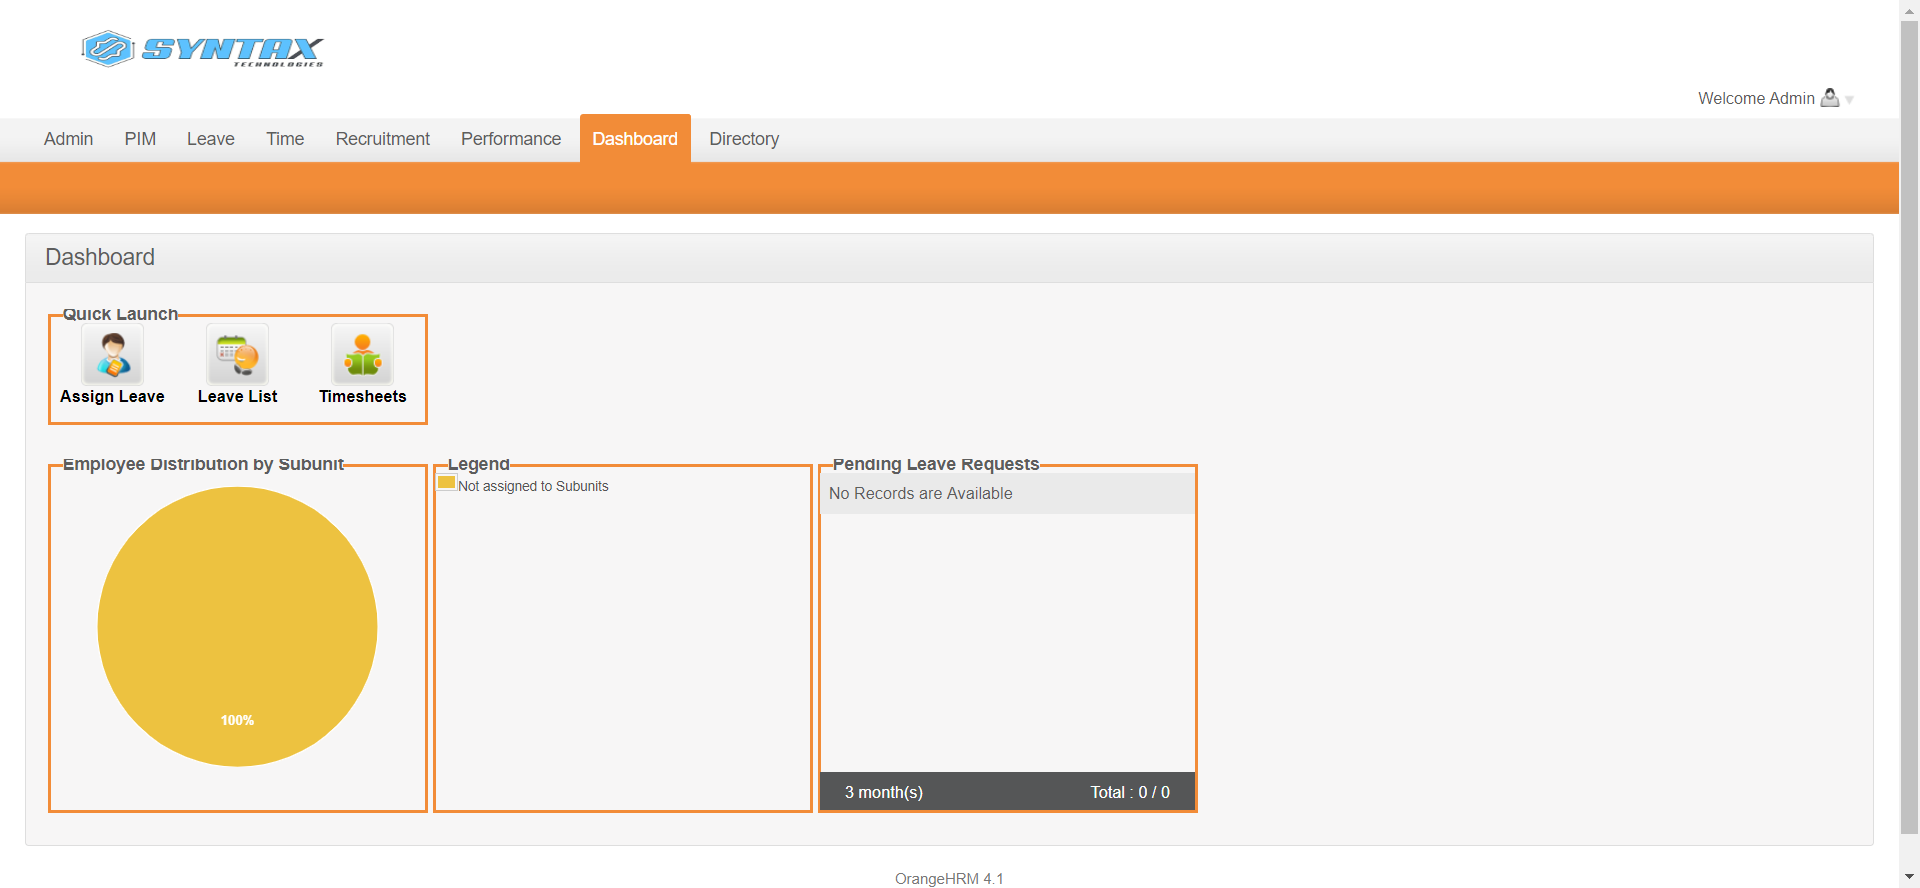 SYNTAX
TECHNOLOGIES
Welcome Admin
Admin PIM Leave Time Recruitment Performance Dashboard Directory
Dashboard
Quick Launch
Assign Leave Leave List Timesheets
Employee Distribution by Subunit
100%
Legend
Not assigned to Subunits
Pending Leave Requests
No Records are Available
3 month(s) Total : 0 / 0
OrangeHRM 4.1